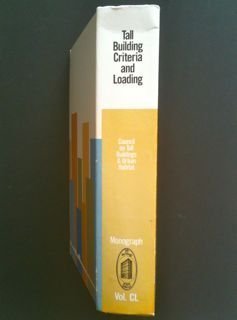 Tall
Building
Criteria
and
Loading
Council
on Tall
Buildings
& Urban
Habitat
Monograph
Vol. CL